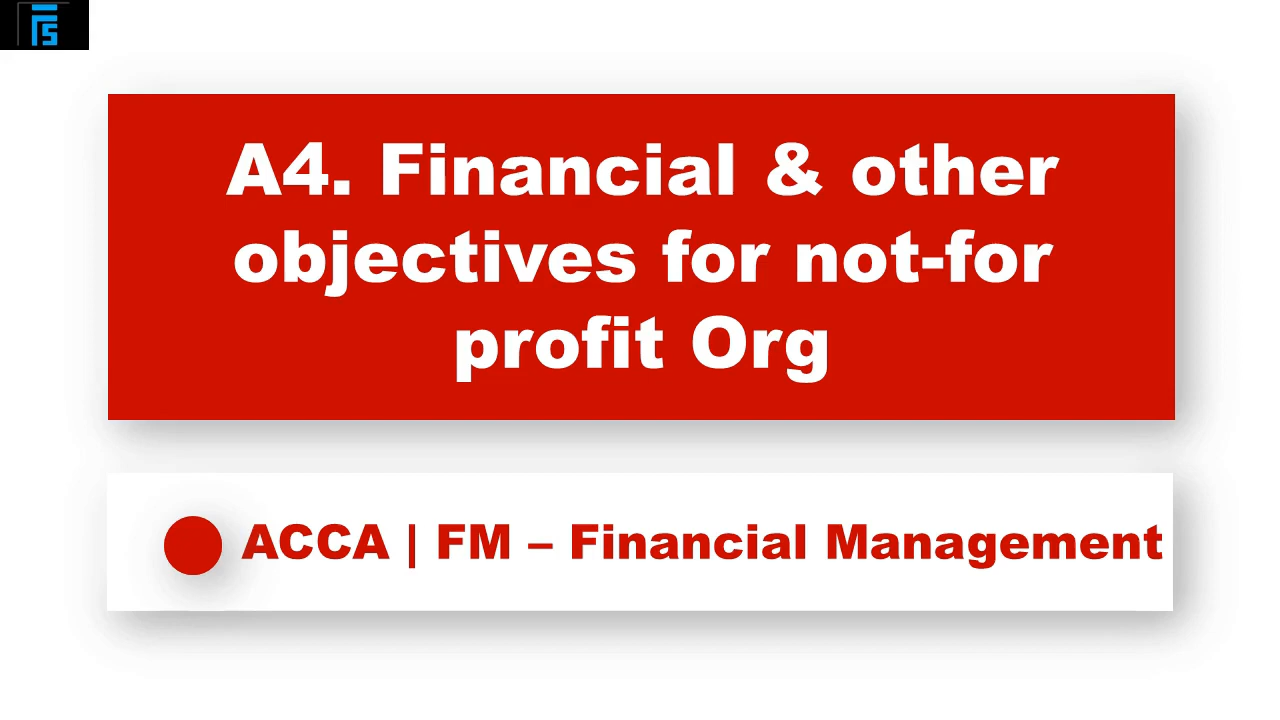 A4. Financial & other
objectives for not-for
profit Org
ACCA | FM – Financial Management